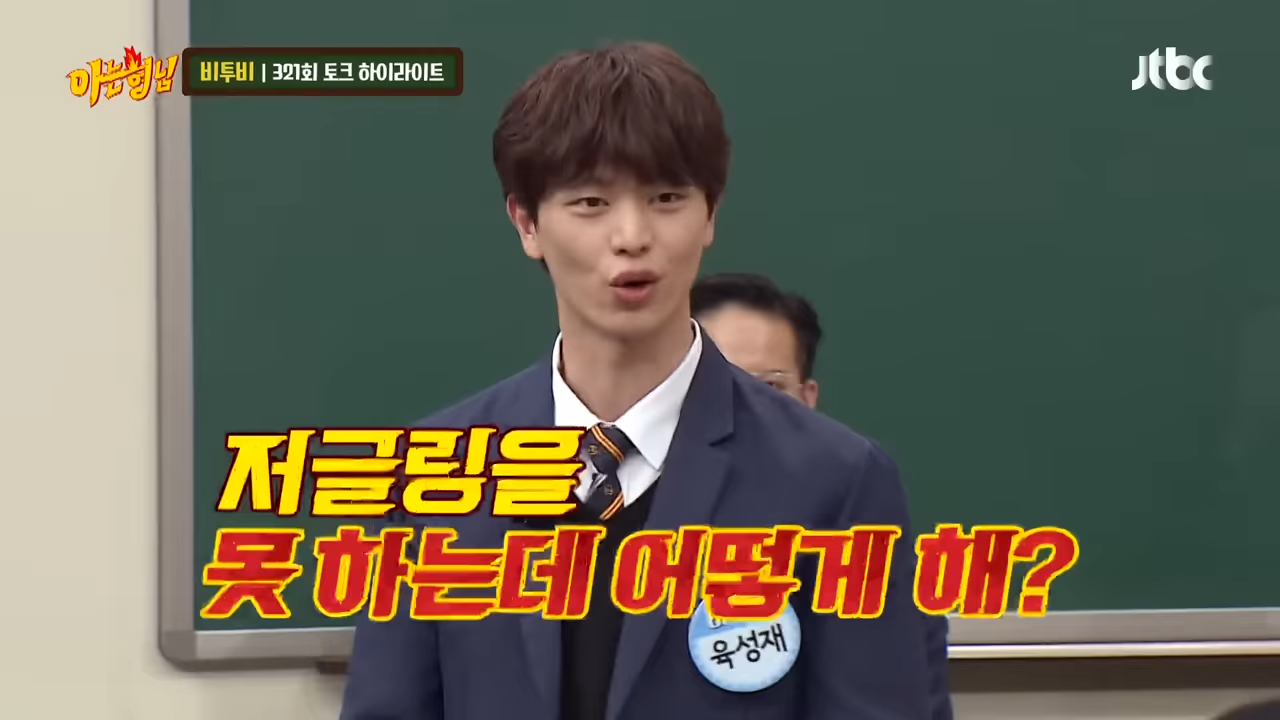 아는형님
비투비 | 321회 토크 하이라이트
jtbc
저글링을
못 하는데 어떻게 해?
육성재